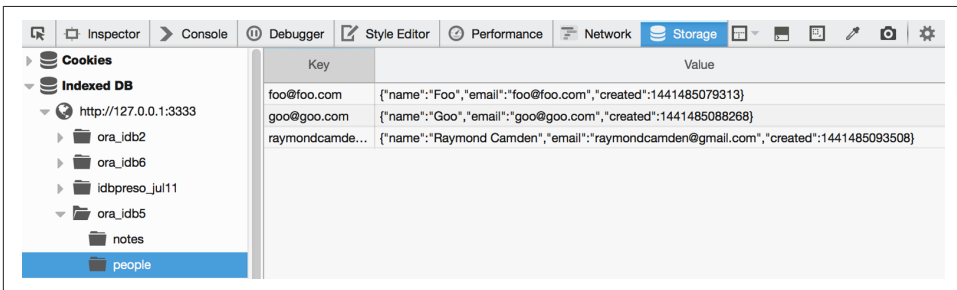 Inspector Console Debugger Style Editor Performance Network Storage
Cookies
Indexed DB
http://127.0.0.1:3333
ora_idb2
ora_idb6
idbpreso_jul11
ora_idb5
notes
people
Key Value
foo@foo.com {"name":"Foo","email":"foo@foo.com","created":1441485079313}
goo@goo.com {"name":"Goo","email":"goo@goo.com","created":1441485088268}
raymondcamde... {"name":"Raymond Camden","email":"raymondcamden@gmail.com","created":1441485093508}